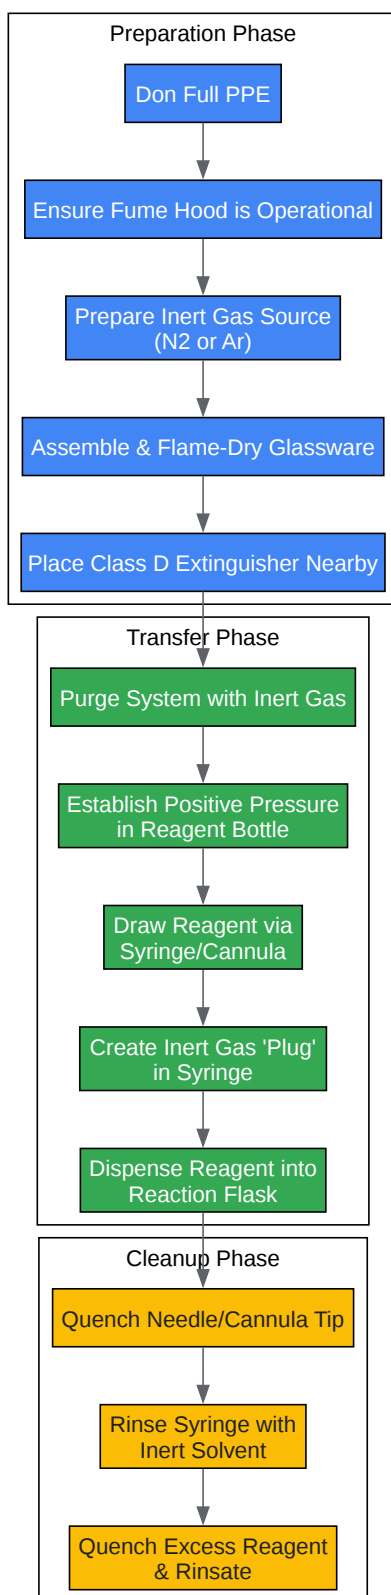 Preparation Phase
Don Full PPE
Ensure Fume Hood is Operational
Prepare Inert Gas Source
(N2 or Ar)
Assemble & Flame-Dry Glassware
Place Class D Extinguisher Nearby
Transfer Phase
Purge System with Inert Gas
Establish Positive Pressure
in Reagent Bottle
Draw Reagent via
Syringe/Cannula
Create Inert Gas 'Plug'
in Syringe
Dispense Reagent into
Reaction Flask
Cleanup Phase
Quench Needle/Cannula Tip
Rinse Syringe with
Inert Solvent
Quench Excess Reagent
& Rinsate